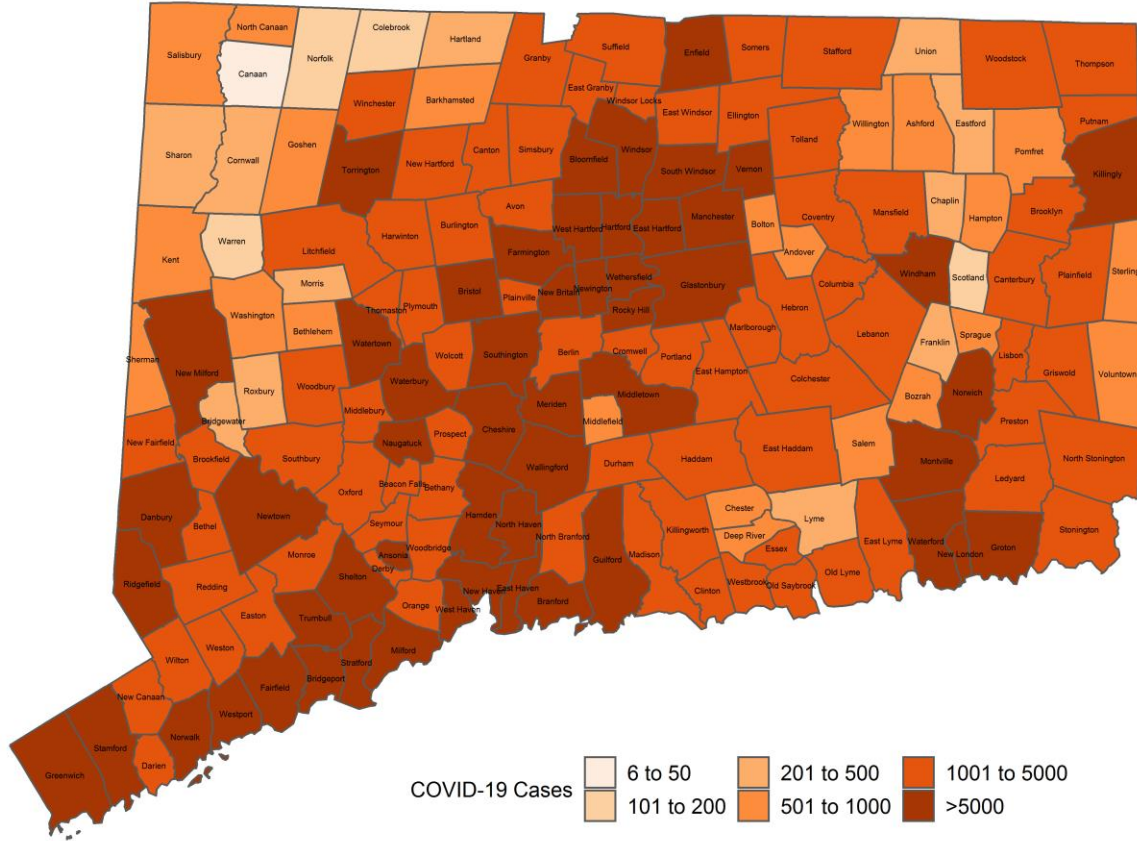 North Canaan
Colebrook
Hartland
Salisbury
Norfolk
Canaan
Granby
Suffield
Enfield
Somers
Stafford
Union
Woodstock
Thompson
East Granby
Windsor Locks
Winchester
Barkhamsted
East Windsor
Ellington
Willington
Ashford
Eastford
Putnam
Sharon
Cornwall
Goshen
Torrington
New Hartford
Canton
Simsbury
Bloomfield
Windsor
South Windsor
Vernon
Tolland
Pomfret
Killingly
Kent
Warren
Litchfield
Harwinton
Burlington
Avon
West Hartford
Hartford
East Hartford
Manchester
Bolton
Coventry
Andover
Mansfield
Chaplin
Hampton
Brooklyn
Farmington
Morris
Washington
Bethlehem
Thomaston
Plymouth
Bristol
Plainville
New Britain
Newington
Wethersfield
Rocky Hill
Glastonbury
Hebron
Columbia
Windham
Scotland
Canterbury
Plainfield
Sterling
Sherman
New Milford
Roxbury
Woodbury
Watertown
Waterbury
Wolcott
Southington
Berlin
Cromwell
Portland
Marlborough
East Hampton
Colchester
Lebanon
Franklin
Sprague
Lisbon
Griswold
Voluntown
Bridgewater
Middlebury
Naugatuck
Prospect
Cheshire
Meriden
Middletown
Middlefield
Bozrah
Norwich
Preston
New Fairfield
Brookfield
Southbury
Oxford
Beacon Falls
Bethany
Wallingford
Durham
Haddam
East Haddam
Salem
Montville
Ledyard
North Stonington
Danbury
Bethel
Newtown
Monroe
Seymour
Woodbridge
Hamden
North Haven
North Branford
Guilford
Madison
Killingworth
Chester
Deep River
Essex
Lyme
East Lyme
Waterford
New London
Groton
Stonington
Ridgefield
Redding
Easton
Shelton
Ansonia
Derby
Orange
West Haven
New Haven
East Haven
Branford
Clinton
Westbrook
Old Saybrook
Old Lyme
Wilton
Weston
Trumbull
Stratford
Milford
New Canaan
Fairfield
Bridgeport
Greenwich
Stamford
Darien
Norwalk
Westport
COVID-19 Cases
6 to 50
101 to 200
201 to 500
501 to 1000
1001 to 5000
>5000